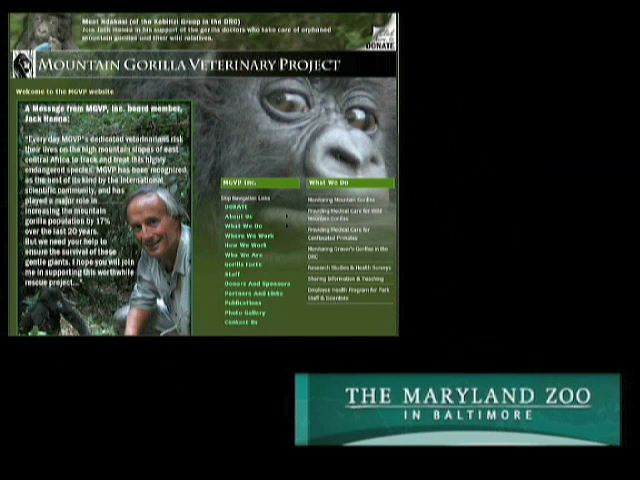 Meet Ndakasi (of the Kabirizi Group in the DRC)
Join Jack Hanna in his support of the gorilla doctors who take care of orphaned
mountain gorillas and their wild relatives.
DONATE
MOUNTAIN GORILLA VETERINARY PROJECT
Welcome to the MGVP website
A Message from MGVP, Inc. board member,
Jack Hanna:
"Every day MGVP's dedicated veterinarians risk
their lives on the high mountain slopes of east
central Africa to track and treat this highly
endangered species. MGVP has been recognized
as the best of its kind by the international
scientific community, and has
played a major role in
increasing the mountain
gorilla population by 17%
over the last 20 years.
But we need your help to
ensure the survival of these
gentle giants. I hope you will join
me in supporting this worthwhile
project..."
MGVP Inc.
Skip Navigation Links
DONATE
About Us
What We Do
Where We Work
How We Work
Who We Are
Gorilla Facts
Staff
Donors And Sponsors
Partners And Links
Publications
Photo Gallery
Contact Us
What We Do
Monitoring Mountain Gorillas
Providing Medical Care for Wild
Mountain Gorillas
Providing Medical Care for
Confiscated Primates
Monitoring Grauer's Gorillas in the
DRC
Research Studies & Health Surveys
Sharing Information & Teaching
Employee Health Program for Park
Staff & Scientists
THE MARYLAND ZOO
IN BALTIMORE